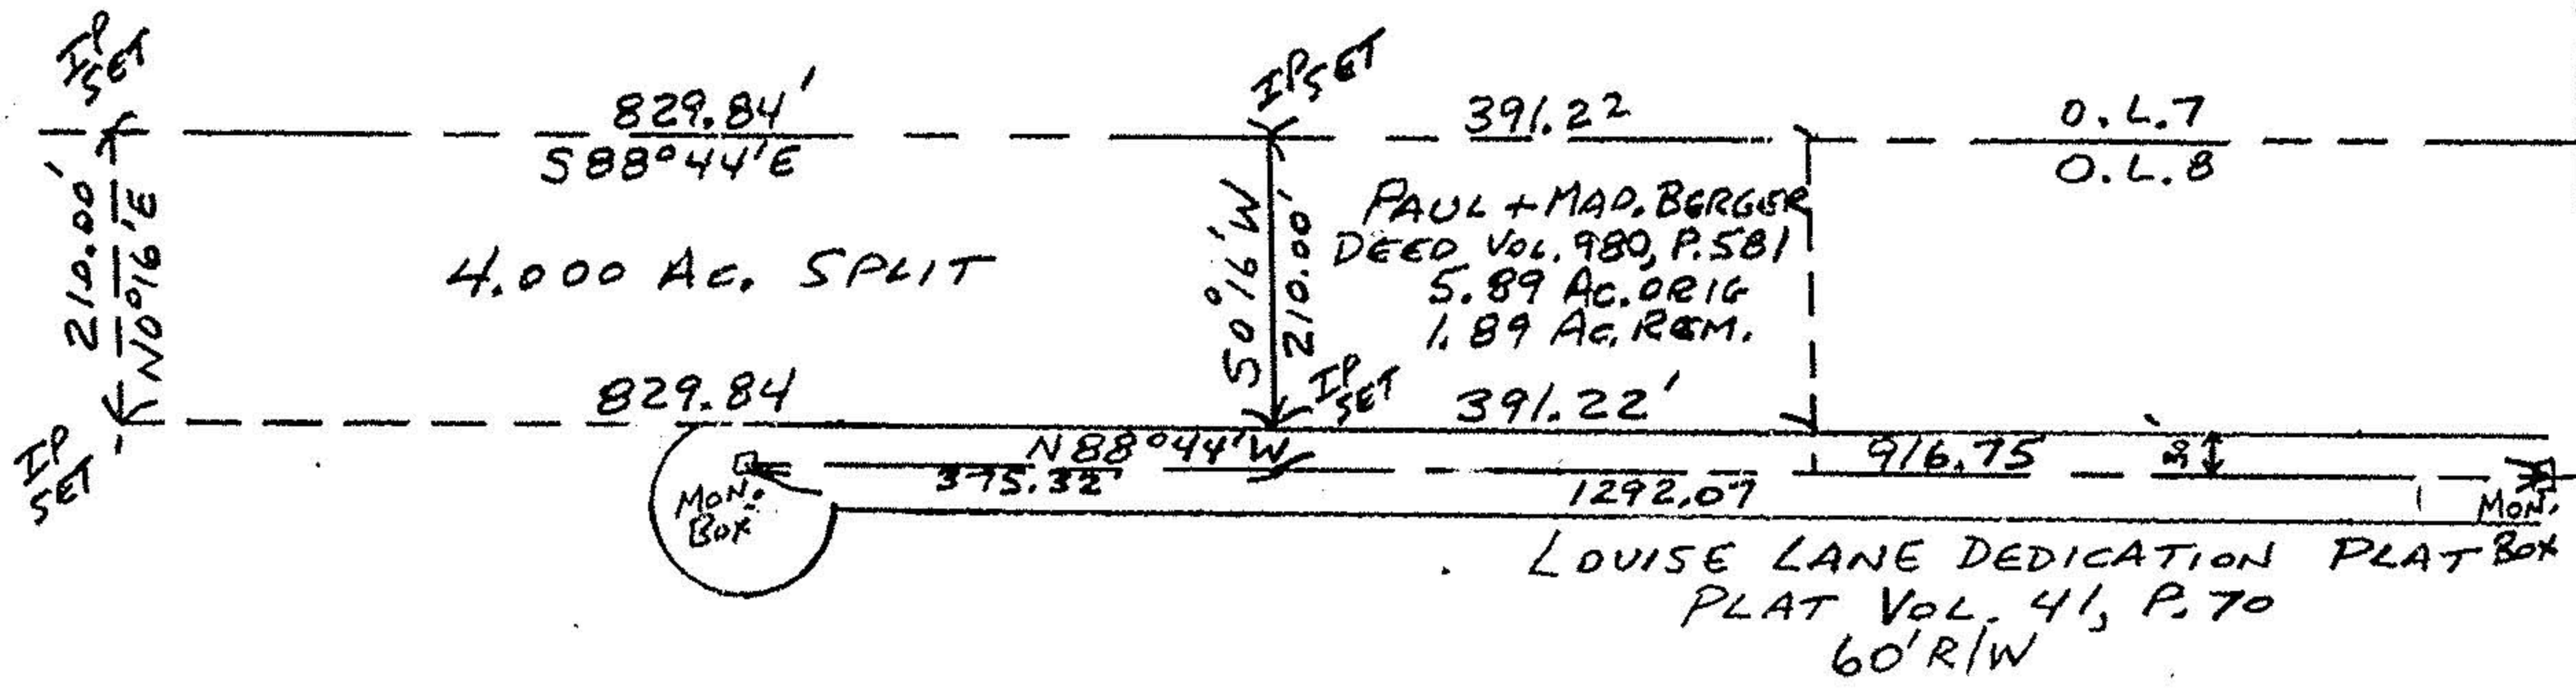 IP
SET
829.84'
S88°44'E
IP SET
391.22
O.L.7
O.L.8
210.00'
N0°16'E
4.000 Ac. SPLIT
S0°16'W
210.00'
PAUL + MAD. BERGER
DEED VOL. 980, P.581
5.89 Ac. ORIG
1.89 Ac. REM.
829.84
IP
SET
391.22'
IP
SET
N88°44'W
375.32'
916.75
1292.07
MON.
BOX
MON.
BOX
LOUISE LANE DEDICATION PLAT
PLAT VOL. 41, P. 70
60' R/W